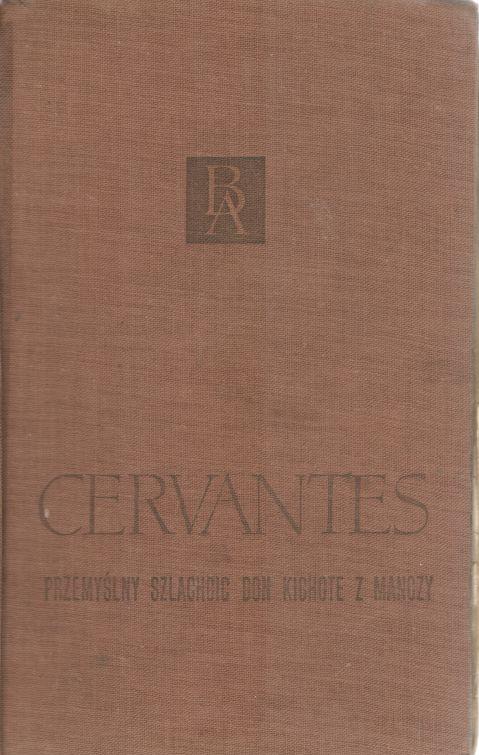 BA
CERVANTES
PRZEMYŚLNY SZLACHCIC DON KICHOTE Z MANCZY